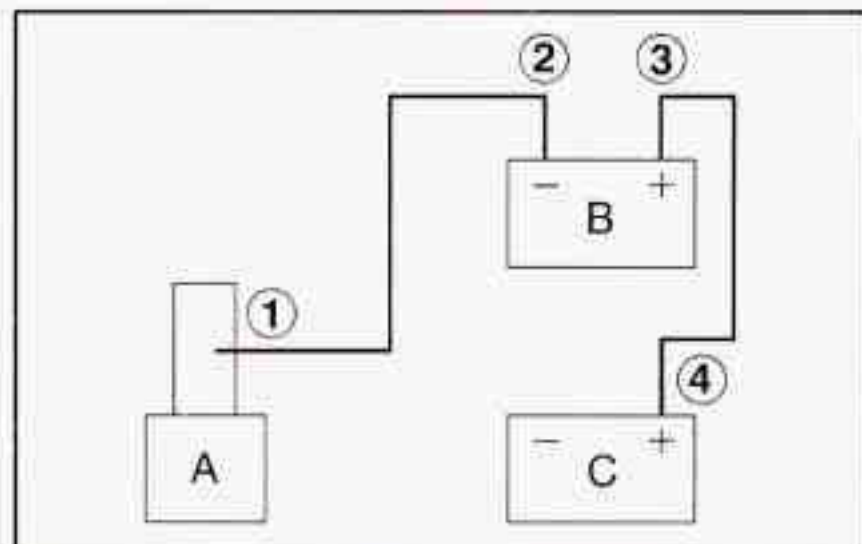 ② ③
− +
B
①
④
− +
A C